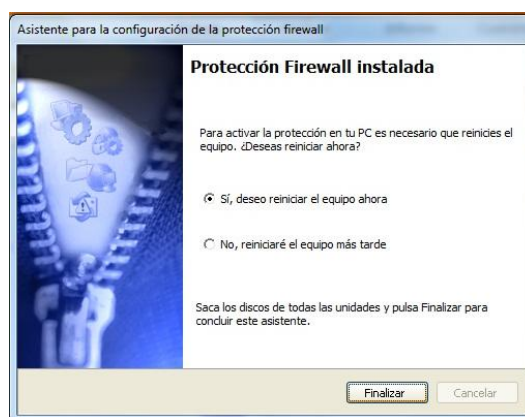 Asistente para la configuración de la protección firewall
Protección Firewall instalada
Para activar la protección en tu PC es necesario que reinicies el
equipo. ¿Deseas reiniciar ahora?
Sí, deseo reiniciar el equipo ahora
No, reiniciaré el equipo más tarde
Saca los discos de todas las unidades y pulsa Finalizar para
concluir este asistente.
Finalizar
Cancelar